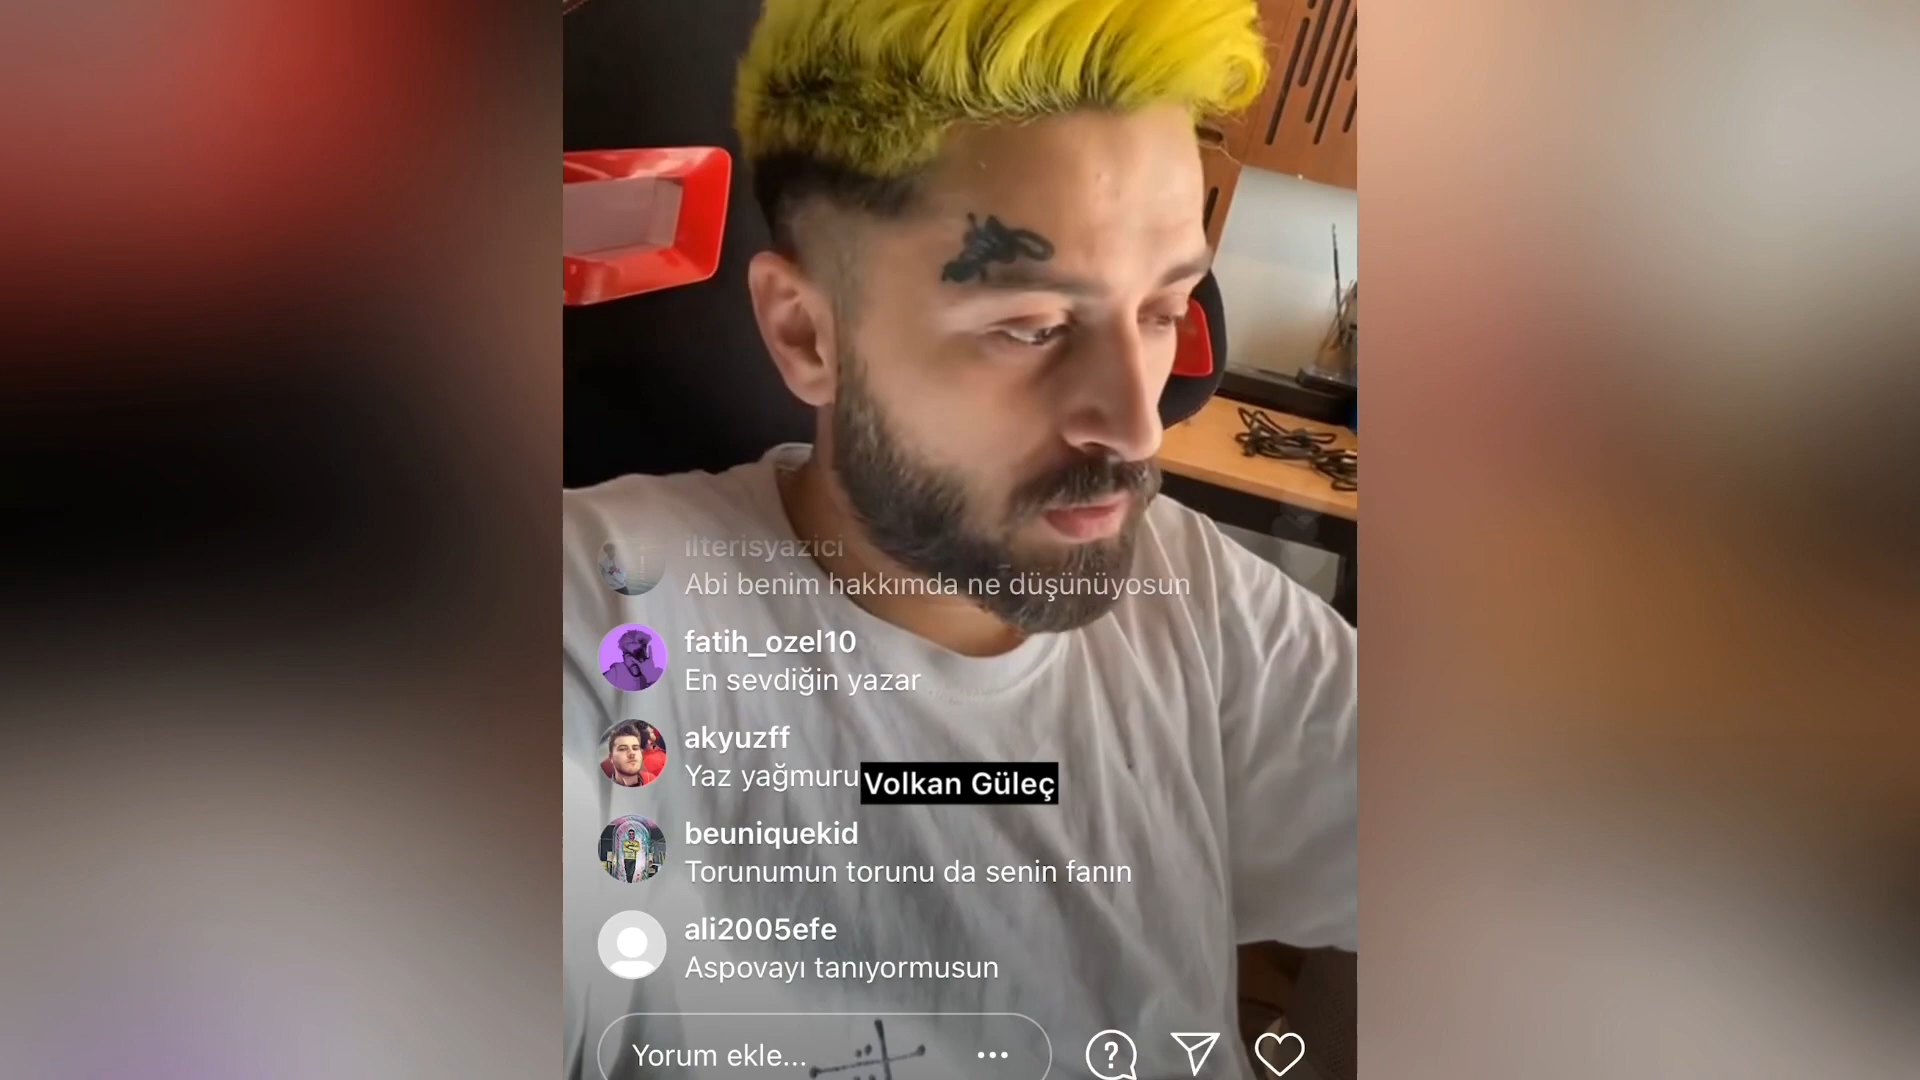 ilterisyazici
Abi benim hakkımda ne düşünüyosun
fatih_ozel10
En sevdiğin yazar
akyuzff
Yaz yağmuru
Volkan Güleç
beuniquekid
Torunumun torunu da senin fanın
ali2005efe
Aspovayı tanıyormusun
Yorum ekle...